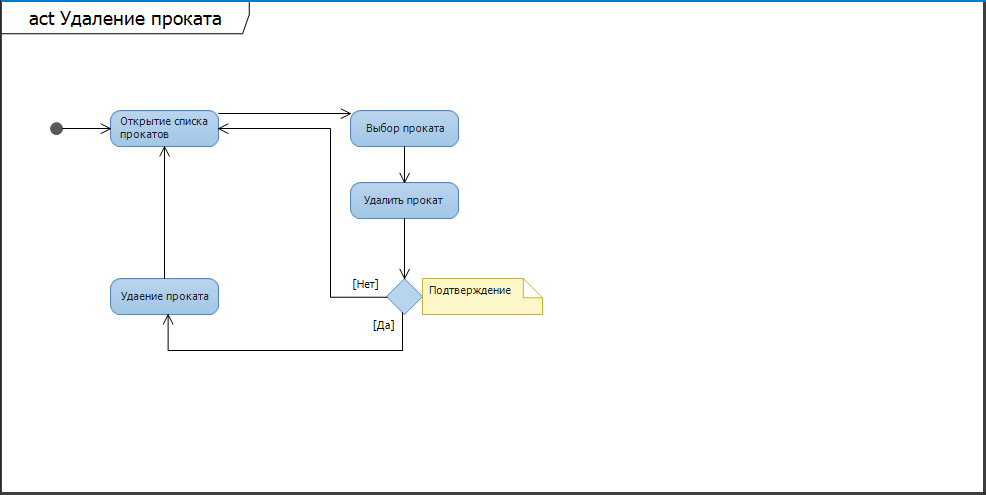 act Удаление проката
Открытие списка
прокатов
Выбор проката
Удалить прокат
[Нет]
Подтверждение
Удаение проката
[Да]